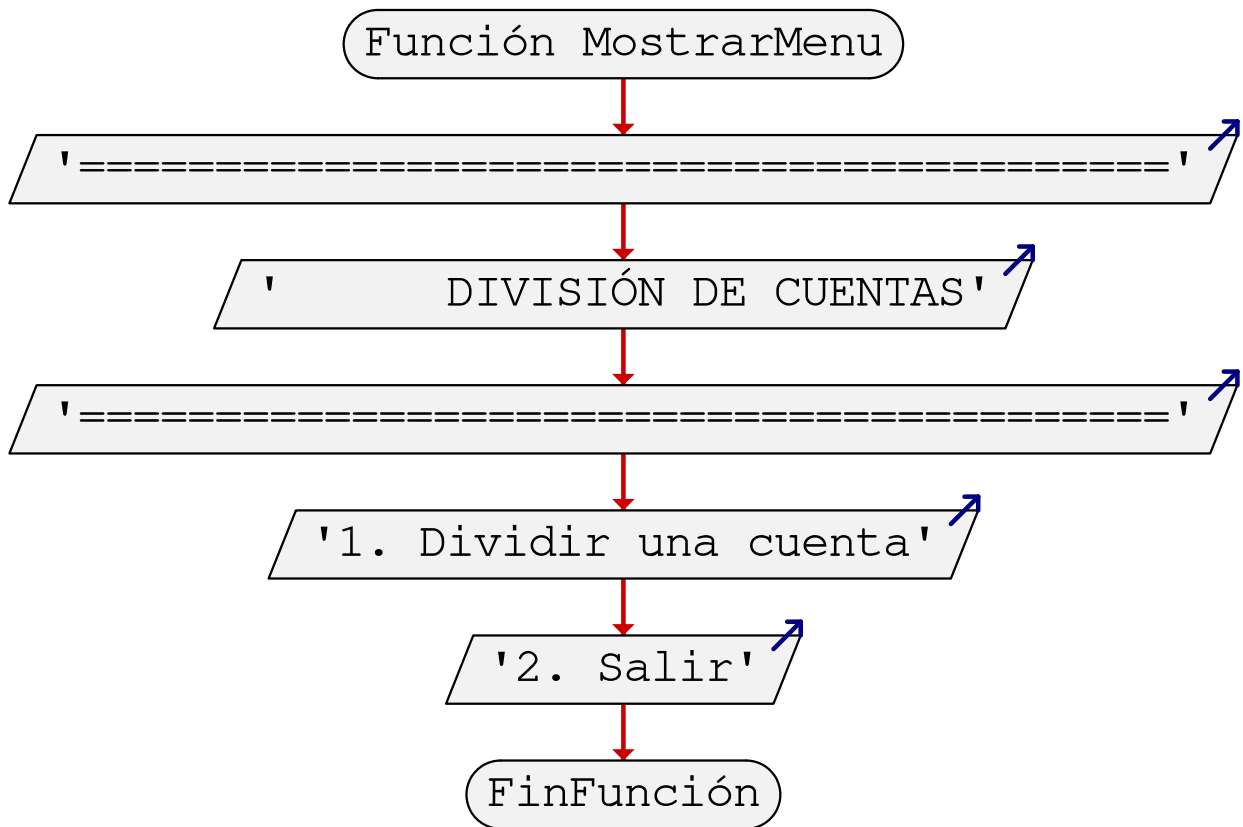 Función MostrarMenu
'========================================'
'      DIVISIÓN DE CUENTAS'
'========================================'
'1. Dividir una cuenta'
'2. Salir'
FinFunción